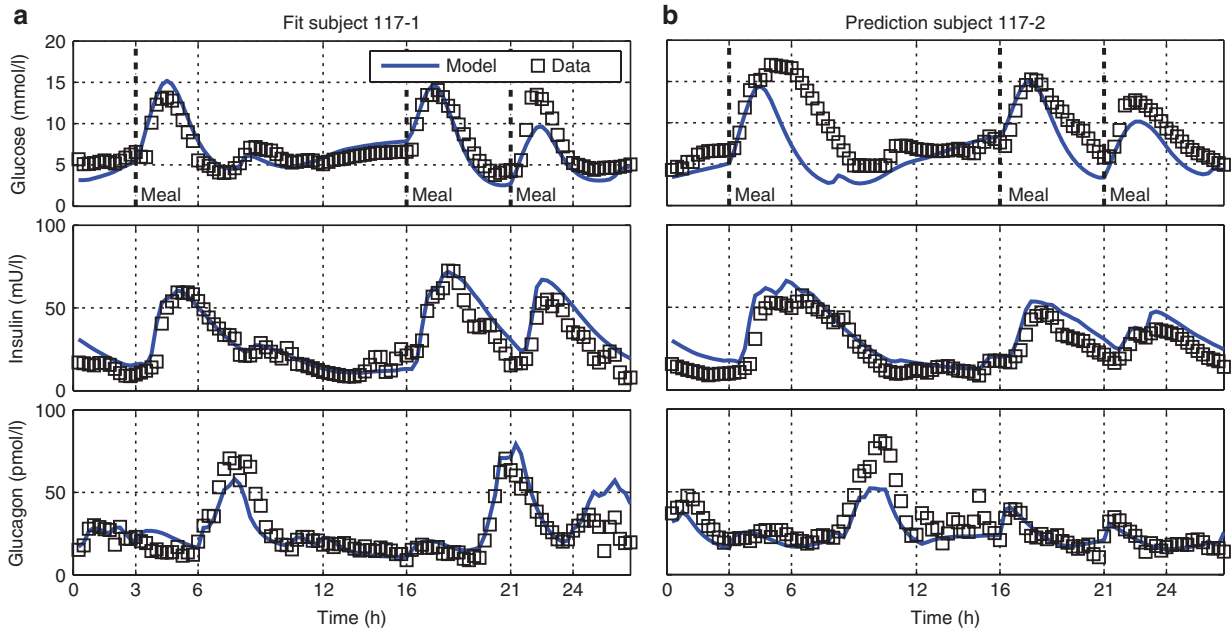 a
Fit subject 117-1
b
Prediction subject 117-2
Glucose (mmol/l)
20
15
10
5
0
Model
Data
Meal
Meal
Meal
Meal
Meal
Meal
Insulin (mU/l)
100
50
0
Glucagon (pmol/l)
100
50
0
0
3
6
12
16
21
24
Time (h)
0
3
6
12
16
21
24
Time (h)